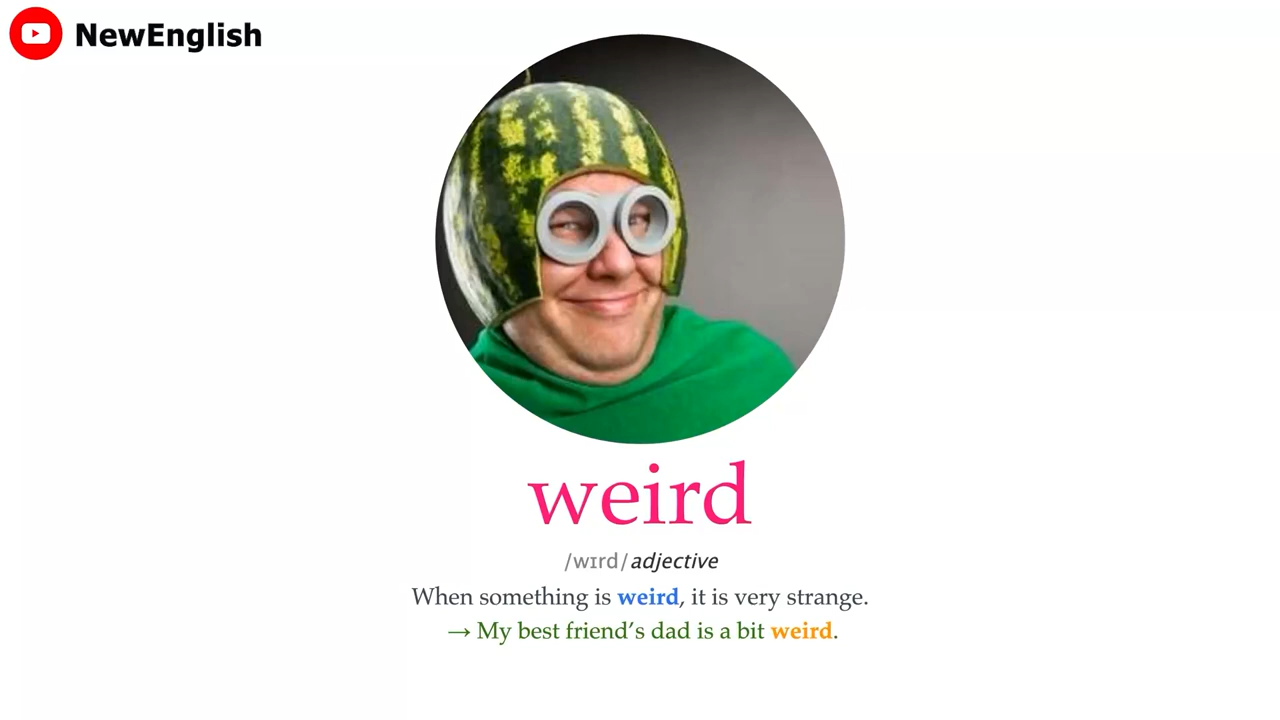 NewEnglish
weird
/wɪrd/ adjective
When something is weird, it is very strange.
→ My best friend’s dad is a bit weird.